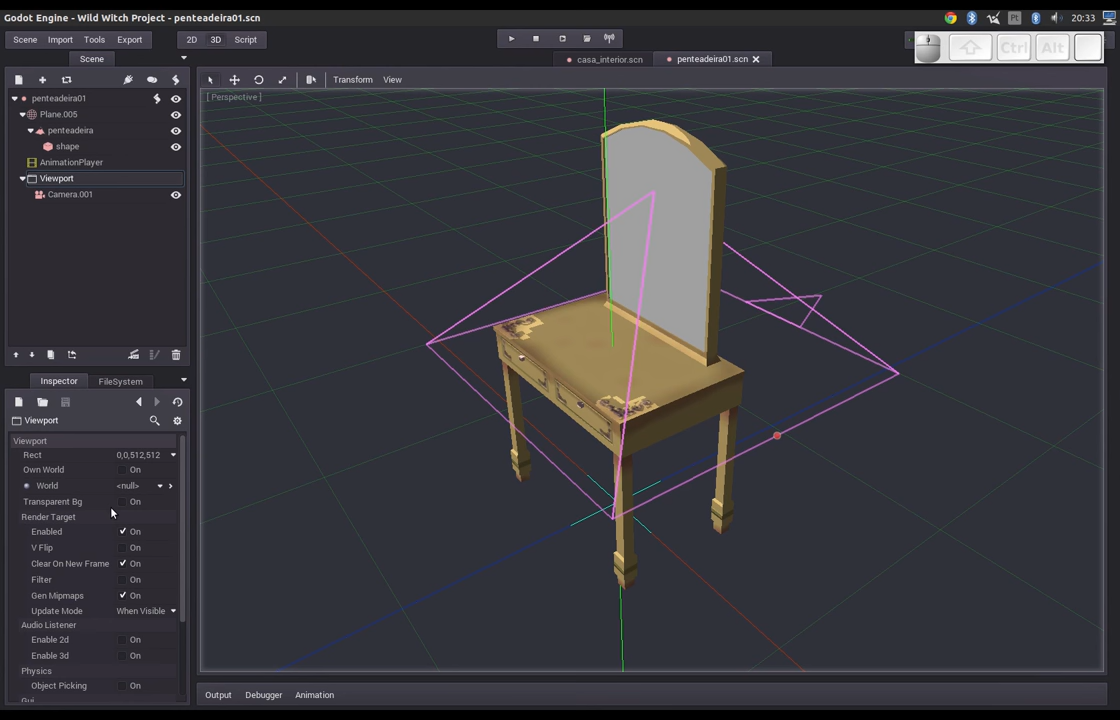 Godot Engine - Wild Witch Project - penteadeira01.scn
Pt
20:33
Scene Import Tools Export
2D 3D Script
Ctrl Alt
Scene
casa_interior.scn
penteadeira01.scn
Transform View
[ Perspective ]
penteadeira01
Plane.005
penteadeira
shape
AnimationPlayer
Viewport
Camera.001
Inspector FileSystem
Viewport
Viewport
Rect 0,0,512,512
Own World On
World <null>
Transparent Bg On
Render Target
Enabled On
V Flip On
Clear On New Frame On
Filter On
Gen Mipmaps On
Update Mode When Visible
Audio Listener
Enable 2d On
Enable 3d On
Physics
Object Picking On
Gui
Output Debugger Animation